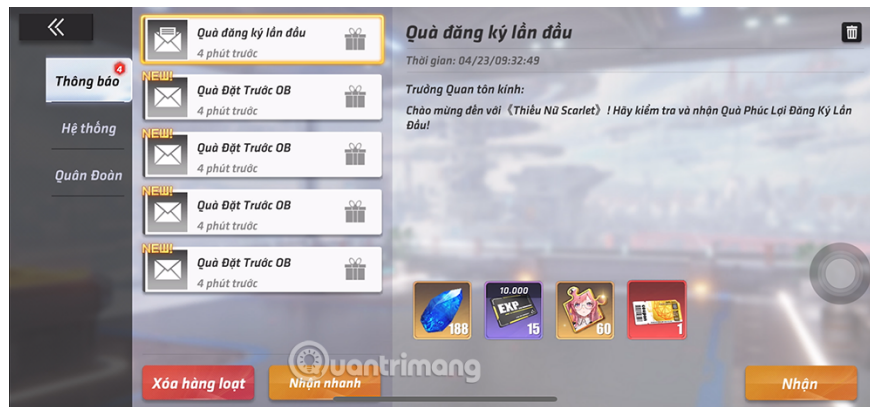 Thông báo
4
Hệ thống
Quân Đoàn
Quà đăng ký lần đầu
4 phút trước
NEW!
Quà Đặt Trước OB
4 phút trước
NEW!
Quà Đặt Trước OB
4 phút trước
NEW!
Quà Đặt Trước OB
4 phút trước
NEW!
Quà Đặt Trước OB
4 phút trước
Xóa hàng loạt
Nhận nhanh
Quà đăng ký lần đầu
Thời gian: 04/23/09:32:49
Trưởng Quan tôn kính:
Chào mừng đến với《Thiếu Nữ Scarlet》! Hãy kiểm tra và nhận Quà Phúc Lợi Đăng Ký Lần
Đầu!
188
10.000
EXP
15
60
1
Nhận
Quantrimang